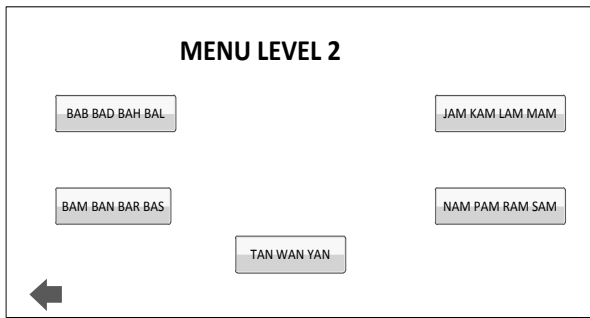 MENU LEVEL 2
BAB BAD BAH BAL
JAM KAM LAM MAM
BAM BAN BAR BAS
NAM PAM RAM SAM
TAN WAN YAN